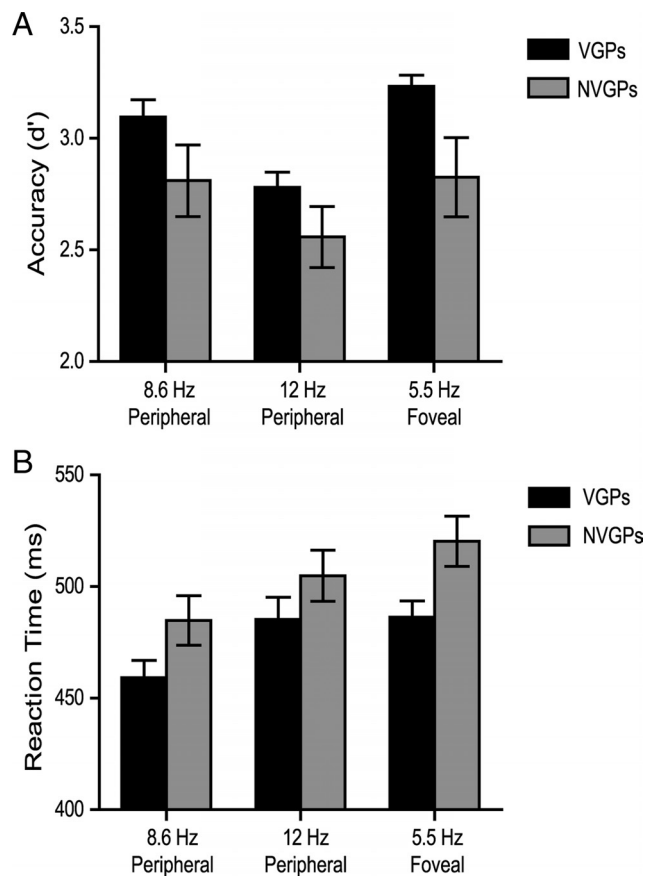 A
3.5
3.0
2.5
2.0
Accuracy (d')
VGPs
NVGPs
8.6 Hz
Peripheral
12 Hz
Peripheral
5.5 Hz
Foveal
B
550
500
450
400
Reaction Time (ms)
VGPs
NVGPs
8.6 Hz
Peripheral
12 Hz
Peripheral
5.5 Hz
Foveal